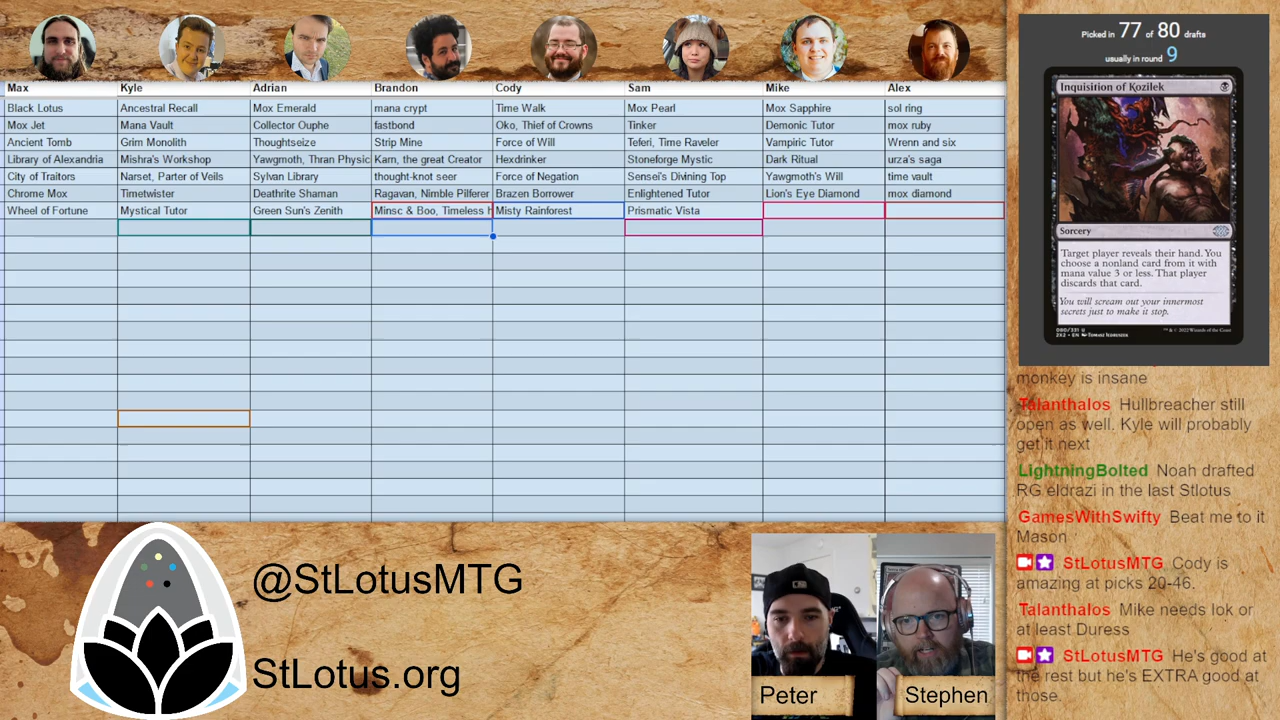 Max Kyle Adrian Brandon Cody Sam Mike Alex
Black Lotus Ancestral Recall Mox Emerald mana crypt Time Walk Mox Pearl Mox Sapphire sol ring
Mox Jet Mana Vault Collector Ouphe fastbond Oko, Thief of Crowns Tinker Demonic Tutor mox ruby
Ancient Tomb Grim Monolith Thoughtseize Strip Mine Force of Will Teferi, Time Raveler Vampiric Tutor Wrenn and six
Library of Alexandria Mishra's Workshop Yawgmoth, Thran Physic Karn, the great Creator Hexdrinker Stoneforge Mystic Dark Ritual urza's saga
City of Traitors Narset, Parter of Veils Sylvan Library thought-knot seer Force of Negation Sensei's Divining Top Yawgmoth's Will time vault
Chrome Mox Timetwister Deathrite Shaman Ragavan, Nimble Pilferer Brazen Borrower Enlightened Tutor Lion's Eye Diamond mox diamond
Wheel of Fortune Mystical Tutor Green Sun's Zenith Minsc & Boo, Timeless h Misty Rainforest Prismatic Vista
@StLotusMTG
StLotus.org
Peter
Stephen
Picked in 77 of 80 drafts
usually in round 9
Inquisition of Kozilek
Sorcery
Target player reveals their hand. You
choose a nonland card from it with
mana value 3 or less. That player
discards that card.
You will scream out your innermost
secrets just to make it stop.
monkey is insane
Talanthalos Hullbreacher still
open as well. Kyle will probably
get it next
LightningBolted Noah drafted
RG eldrazi in the last Stlotus
GamesWithSwifty Beat me to it
Mason
StLotusMTG Cody is
amazing at picks 20-46.
Talanthalos Mike needs lok or
at least Duress
StLotusMTG He's good at
the rest but he's EXTRA good at
those.